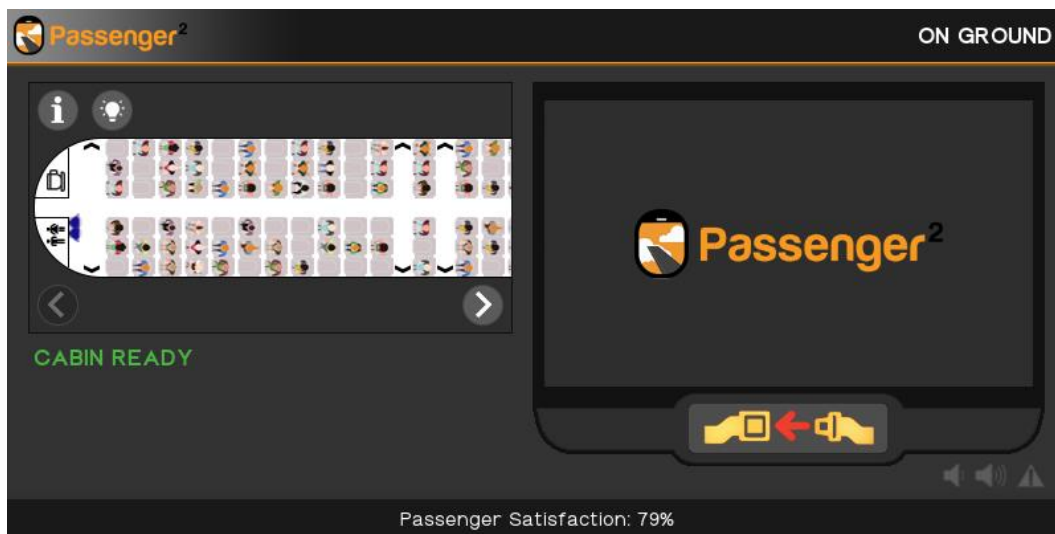 Passenger²
ON GROUND
i
CABIN READY
Passenger²
Passenger Satisfaction: 79%